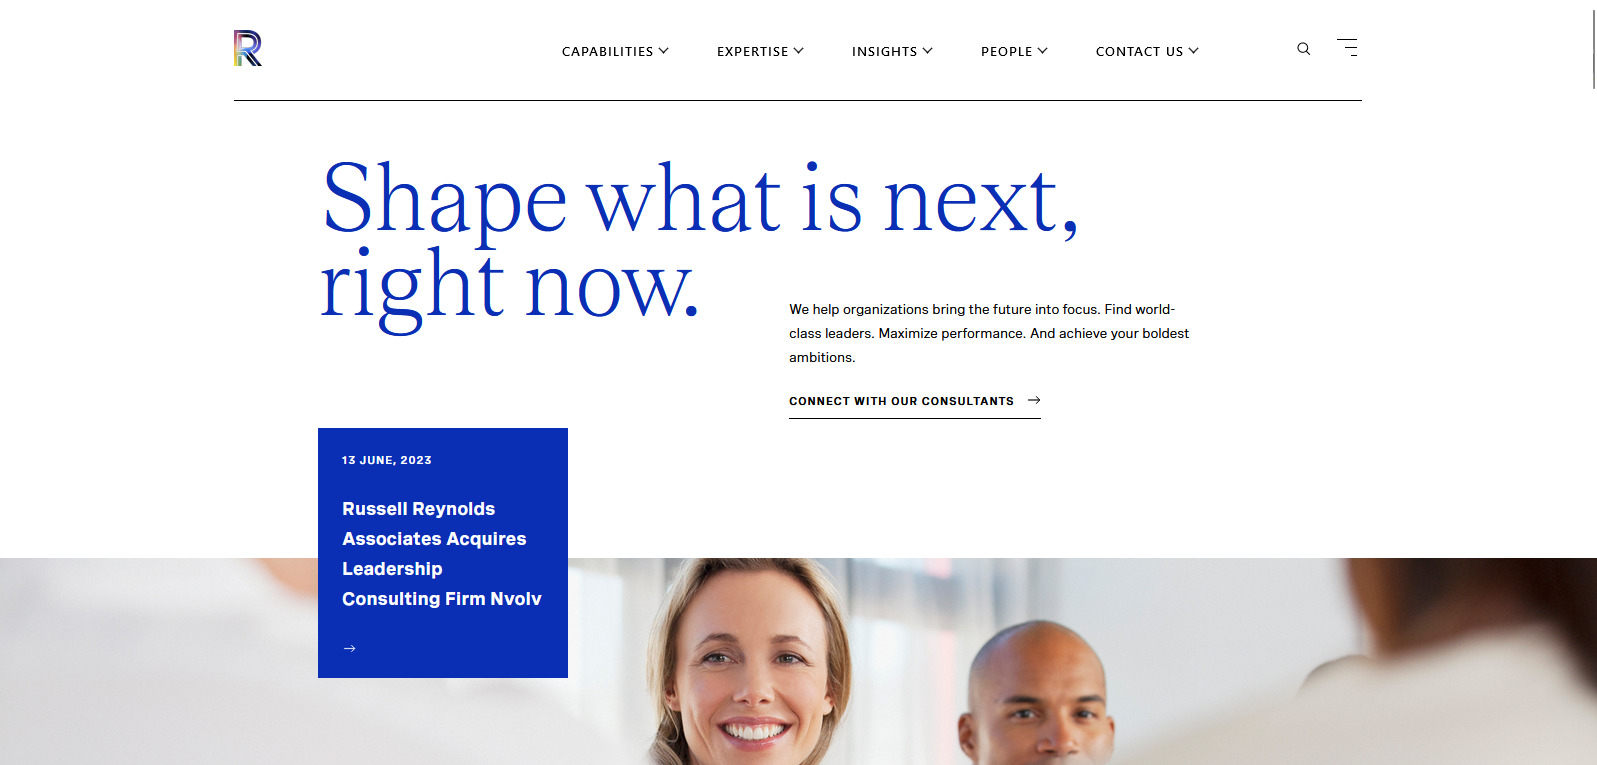 R
CAPABILITIES
EXPERTISE
INSIGHTS
PEOPLE
CONTACT US
Shape what is next,
right now.
We help organizations bring the future into focus. Find world-
class leaders. Maximize performance. And achieve your boldest
ambitions.
CONNECT WITH OUR CONSULTANTS
13 JUNE, 2023
Russell Reynolds
Associates Acquires
Leadership
Consulting Firm Nvolv